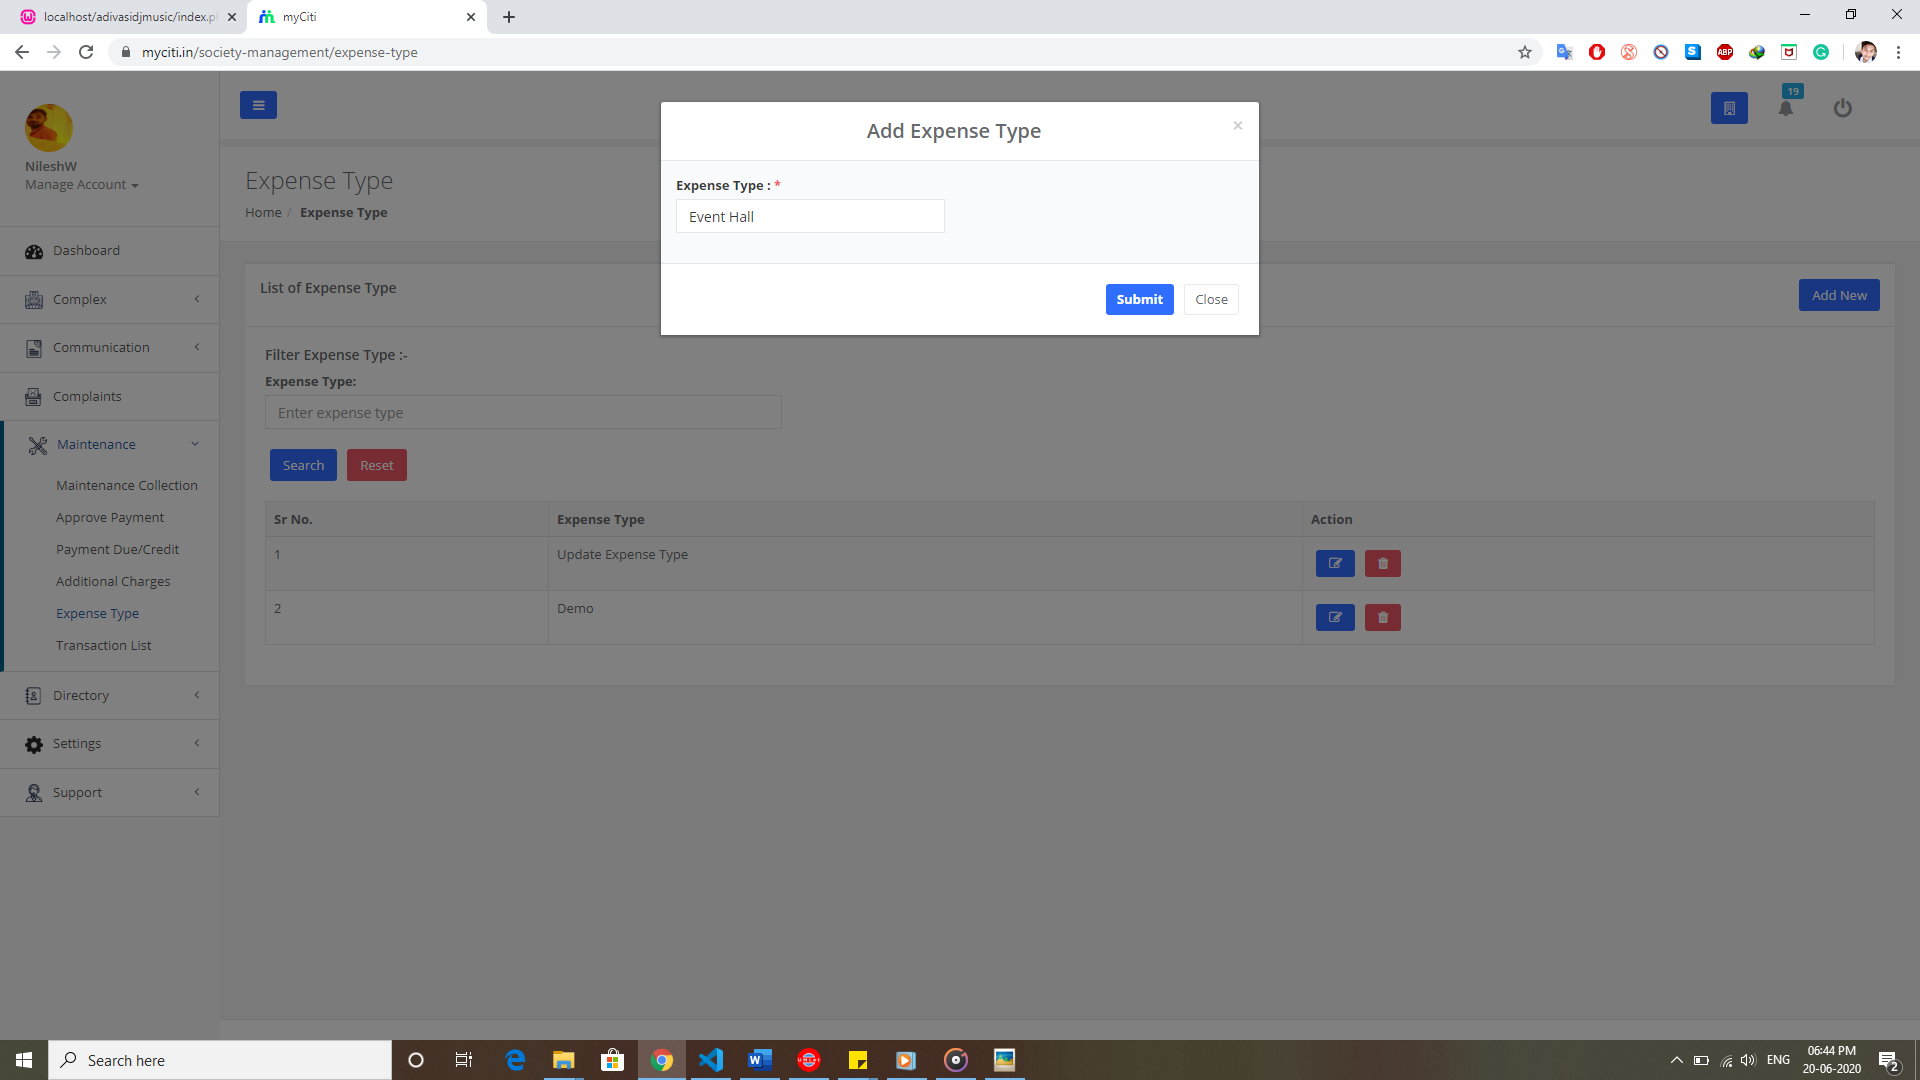 localhost/adivasidjmusic/index.p
myCiti
myciti.in/society-management/expense-type
NileshW
Manage Account
Dashboard
Complex
Communication
Complaints
Maintenance
Maintenance Collection
Approve Payment
Payment Due/Credit
Additional Charges
Expense Type
Transaction List
Directory
Settings
Support
19
Expense Type
Home / Expense Type
Add Expense Type
×
Expense Type : *
Event Hall
Submit
Close
List of Expense Type
Add New
Filter Expense Type :-
Expense Type:
Enter expense type
Search
Reset
Sr No. Expense Type Action
1 Update Expense Type
2 Demo
Search here
ENG
06:44 PM
20-06-2020
2